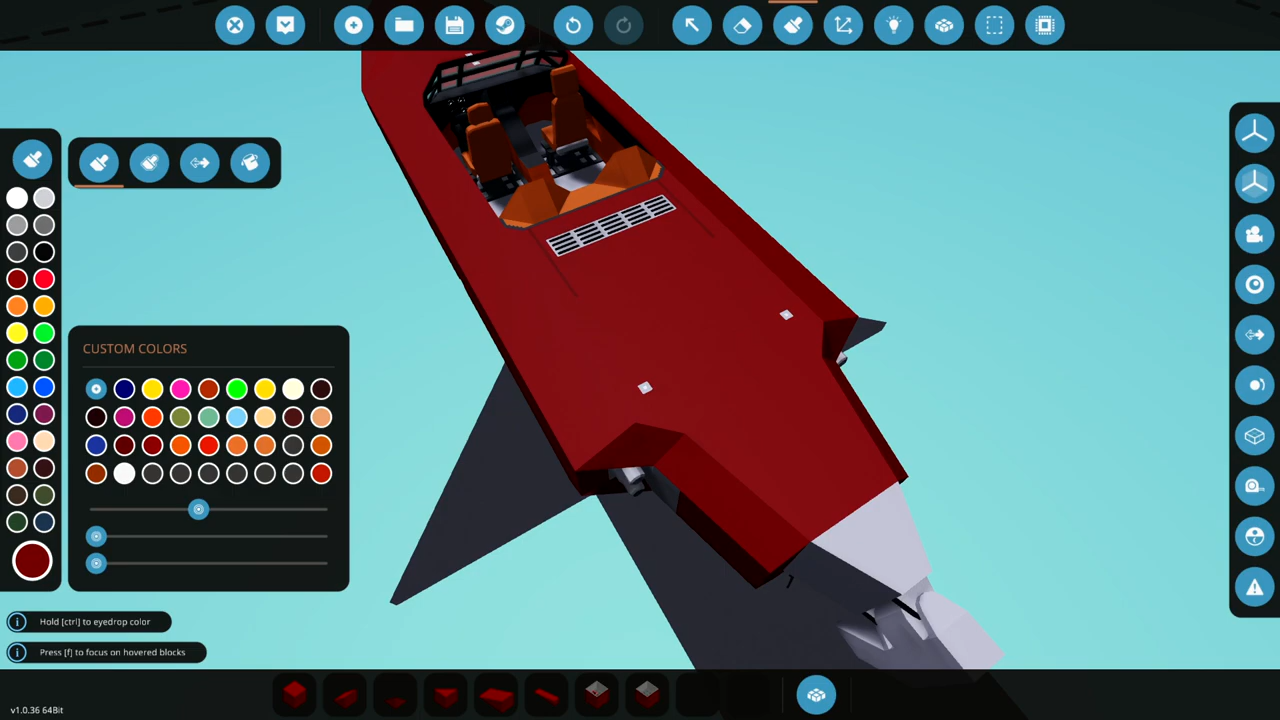 CUSTOM COLORS
Hold [ctrl] to eyedrop color
Press [f] to focus on hovered blocks
v1.0.36 64Bit